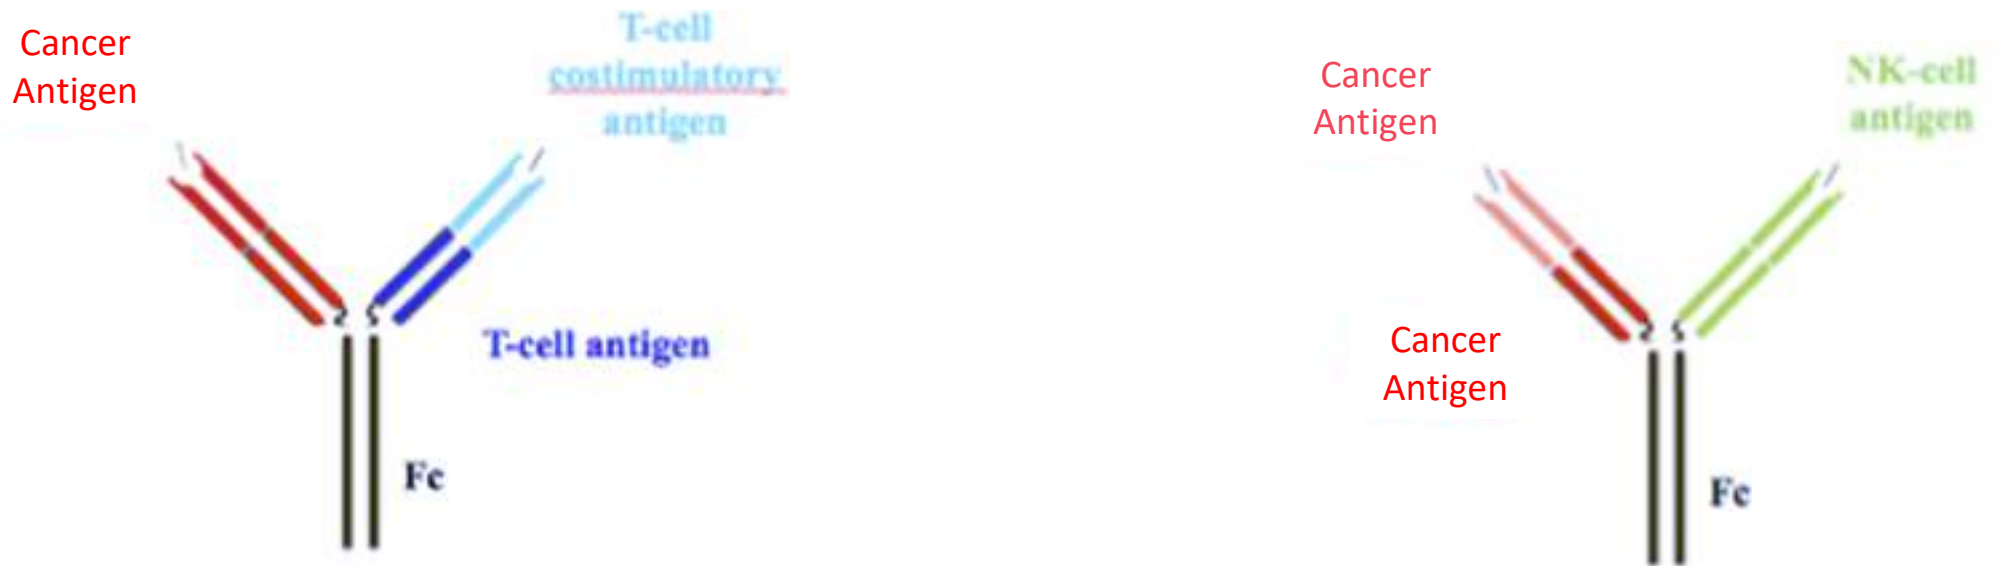 Cancer
Antigen
T-cell
costimulatory
antigen
T-cell antigen
Fc
Cancer
Antigen
NK-cell
antigen
Cancer
Antigen
Fc